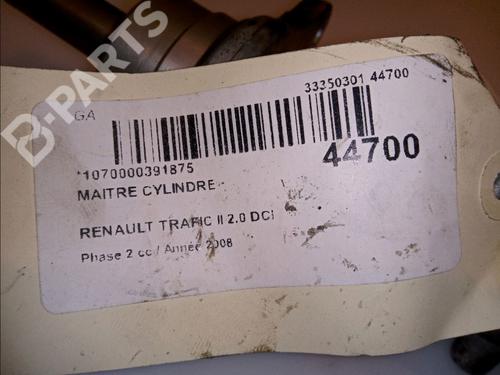 B-PARTS
GA
33350301 44700
*1070000391875
44700
MAITRE CYLINDRE
RENAULT TRAFIC II 2.0 DCI
Phase 2 cc / Année 2008